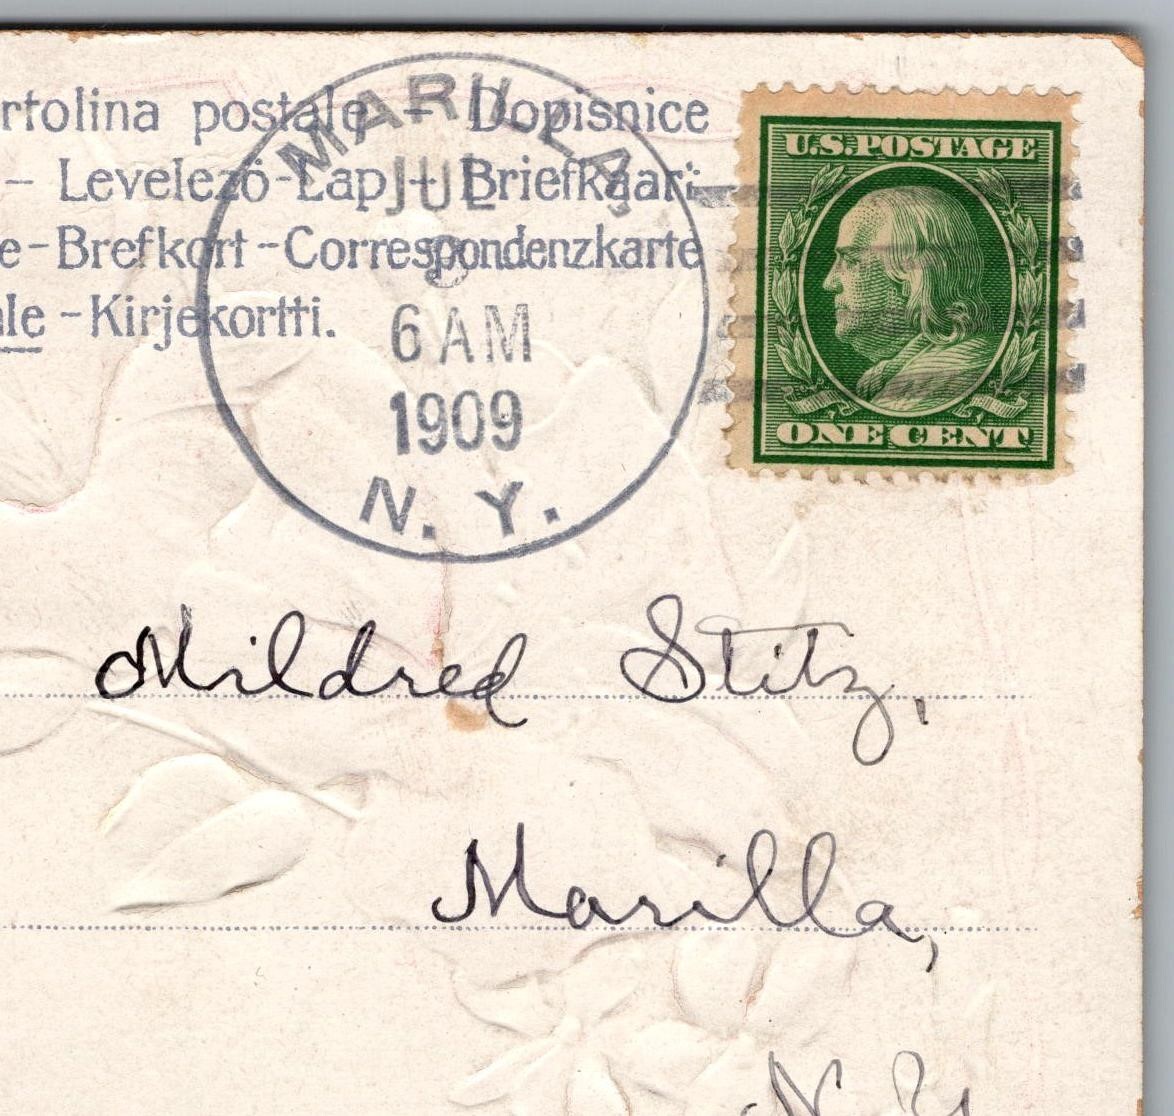 rtolina postale - Dopisnice
- Levelezö-Lap - Briefkaart
e - Brefkort - Correspondenzkarte
ale - Kirjekortti.
MARILLA,
JUL
6 AM
1909
N. Y.
U.S. POSTAGE
ONE CENT
Mildred Stitz,
Marilla,
N.Y.